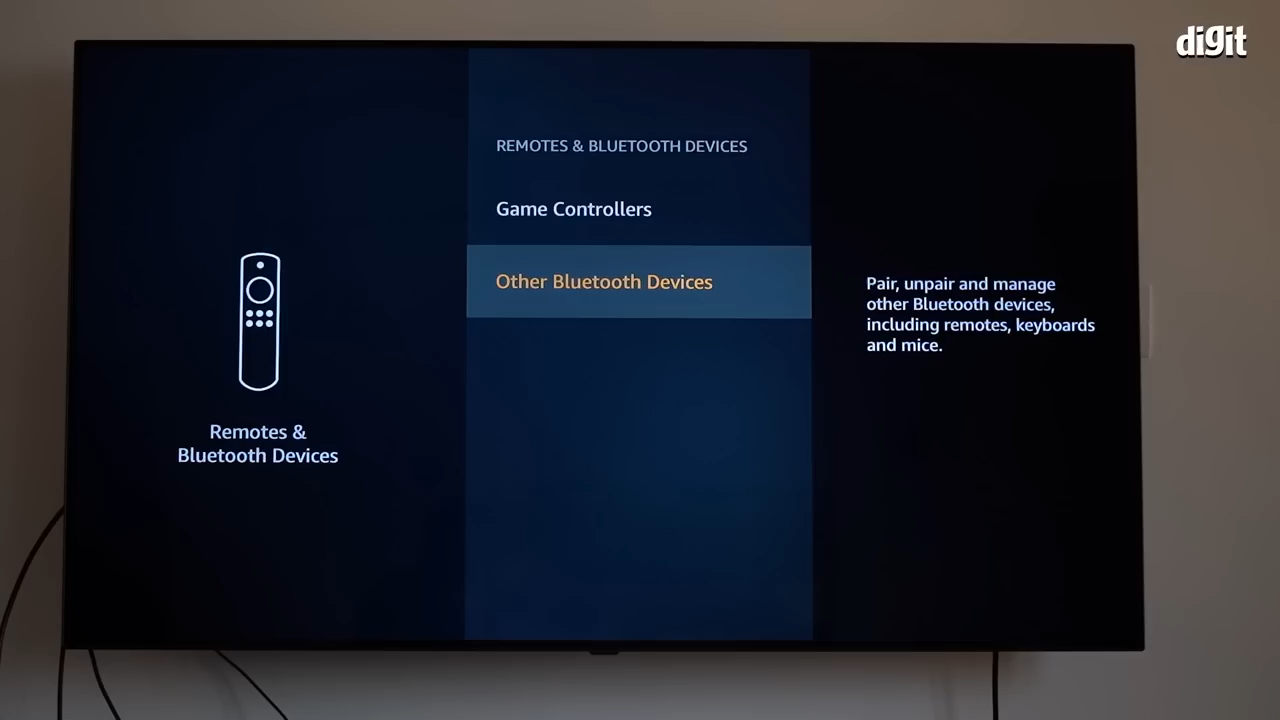 digit
REMOTES & BLUETOOTH DEVICES
Game Controllers
Other Bluetooth Devices
Remotes &
Bluetooth Devices
Pair, unpair and manage
other Bluetooth devices,
including remotes, keyboards
and mice.